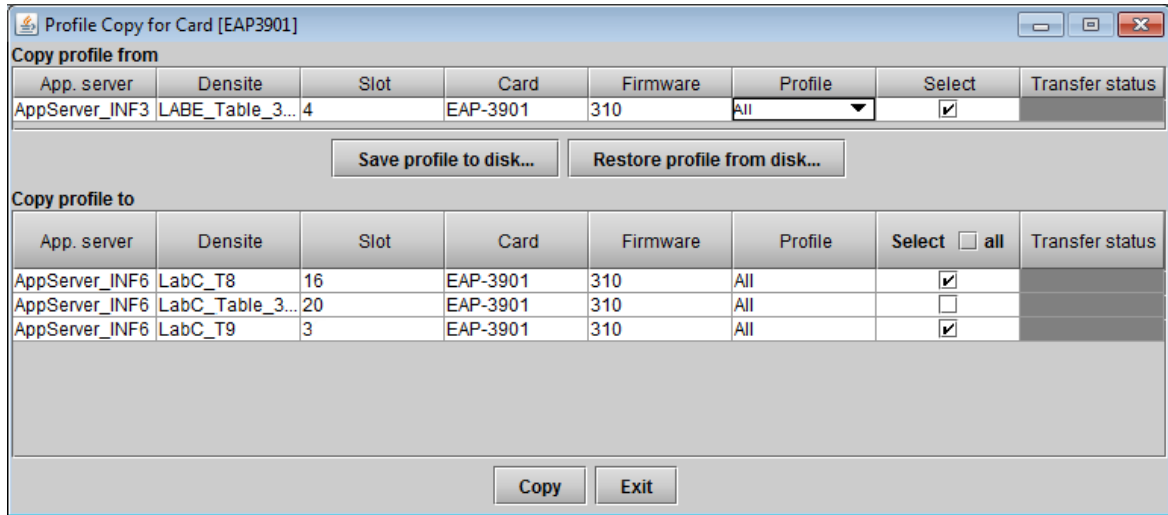 Profile Copy for Card [EAP3901]
Copy profile from
App. server Densite Slot Card Firmware Profile Select Transfer status
AppServer_INF3 LABE_Table_3... 4 EAP-3901 310 All
Save profile to disk... Restore profile from disk...
Copy profile to
App. server Densite Slot Card Firmware Profile Select all Transfer status
AppServer_INF6 LabC_T8 16 EAP-3901 310 All
AppServer_INF6 LabC_Table_3... 20 EAP-3901 310 All
AppServer_INF6 LabC_T9 3 EAP-3901 310 All
Copy Exit